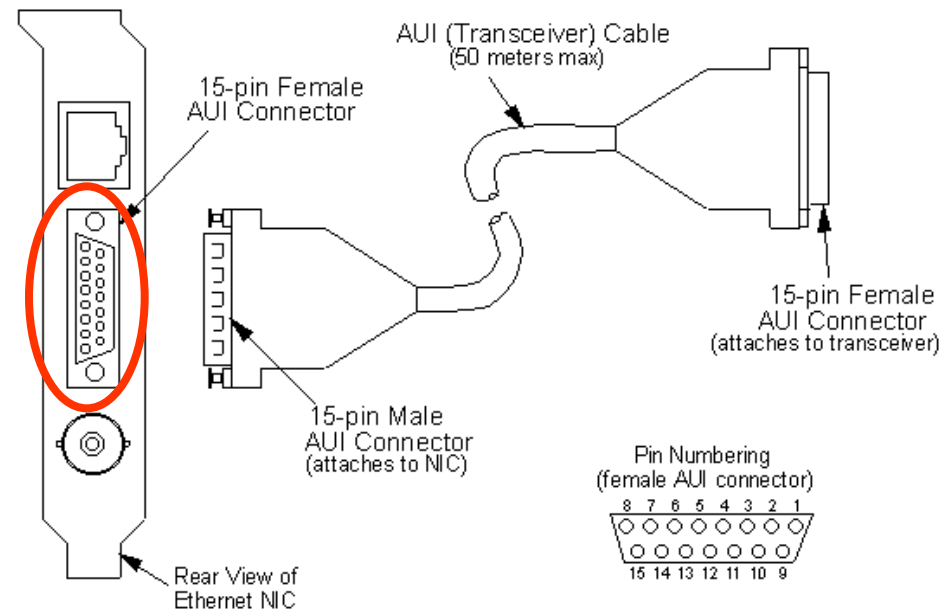 AUI (Transceiver) Cable
(50 meters max)
15-pin Female
AUI Connector
15-pin Female
AUI Connector
(attaches to transceiver)
15-pin Male
AUI Connector
(attaches to NIC)
Pin Numbering
(female AUI connector)
8 7 6 5 4 3 2 1
15 14 13 12 11 10 9
Rear View of
Ethernet NIC